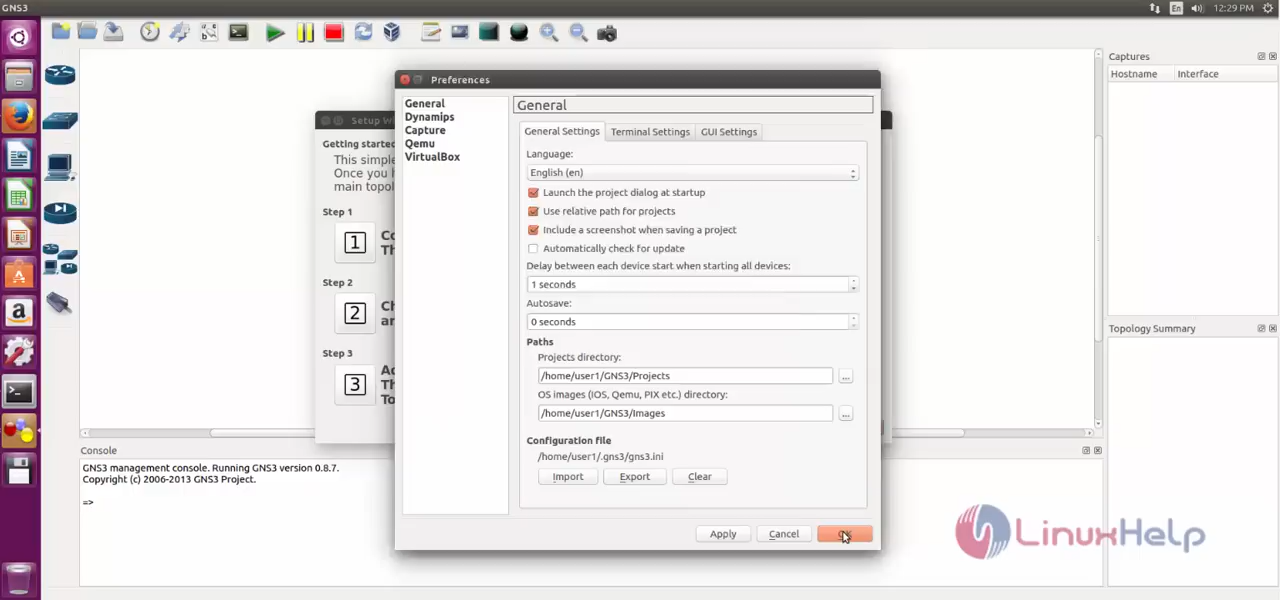 GNS3
En
12:29 PM
Preferences
General
Dynamips
Capture
Qemu
VirtualBox
General
General Settings
Terminal Settings
GUI Settings
Language:
English (en)
Launch the project dialog at startup
Use relative path for projects
Include a screenshot when saving a project
Automatically check for update
Delay between each device start when starting all devices:
1 seconds
Autosave:
0 seconds
Paths
Projects directory:
/home/user1/GNS3/Projects
...
OS images (IOS, Qemu, PIX etc.) directory:
/home/user1/GNS3/Images
...
Configuration file
/home/user1/.gns3/gns3.ini
Import
Export
Clear
Apply
Cancel
Setup
Getting started
This simple
Once you
main topol
Step 1
1
Step 2
2
Step 3
3
Captures
Hostname
Interface
Topology Summary
Console
GNS3 management console. Running GNS3 version 0.8.7.
Copyright (c) 2006-2013 GNS3 Project.
=>
LinuxHelp